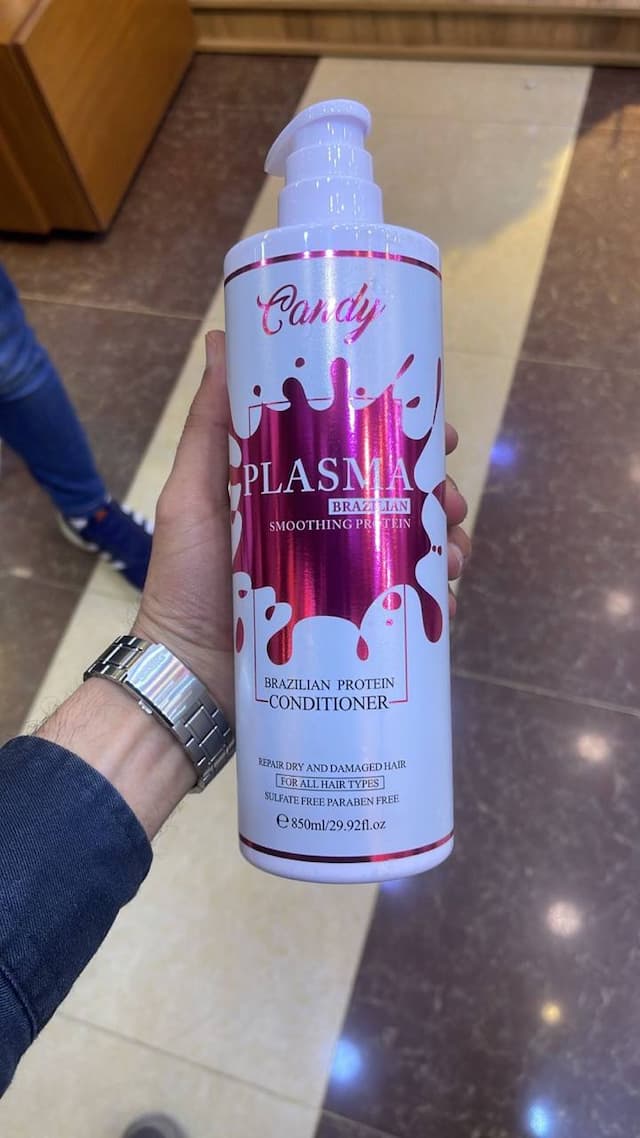 Candy
PLASMA
BRAZILIAN
SMOOTHING PROTEIN
BRAZILIAN PROTEIN
CONDITIONER
REPAIR DRY AND DAMAGED HAIR
FOR ALL HAIR TYPES
SULFATE FREE PARABEN FREE
℮ 850ml/29.92fl.oz